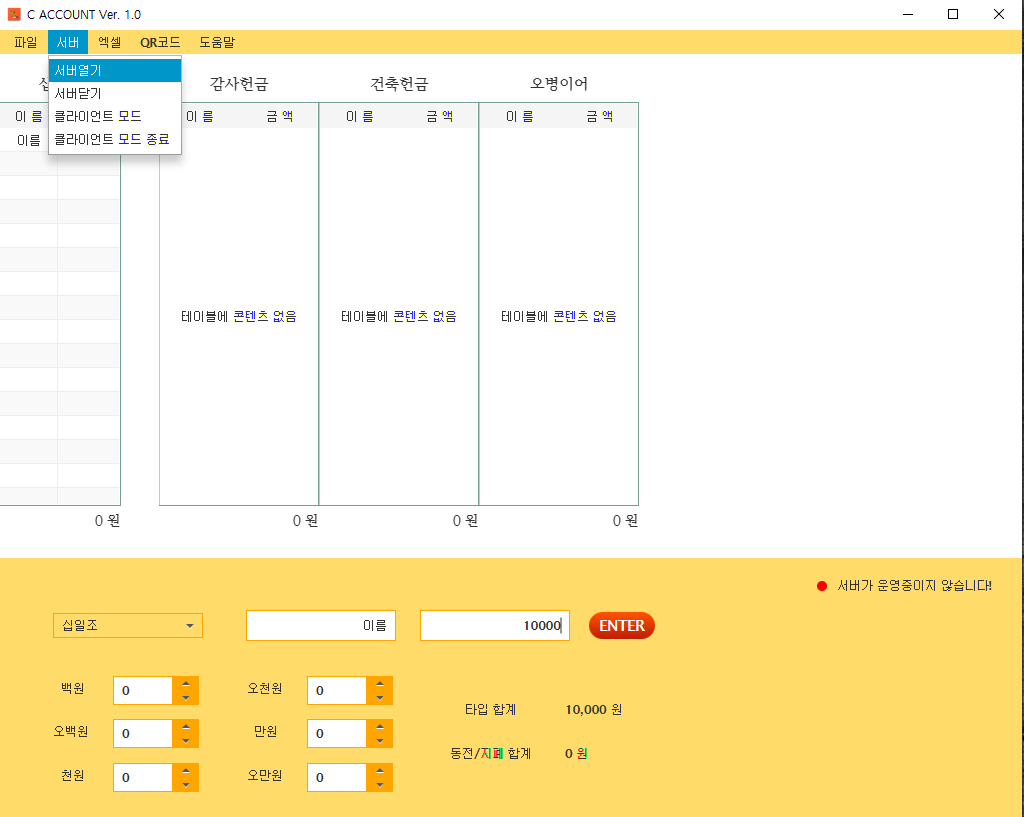 C ACCOUNT Ver. 1.0
파일 서버 엑셀 QR코드 도움말
서버열기
서버닫기
클라이언트 모드
클라이언트 모드 종료
감사헌금 건축헌금 오병이어
이 름 이 름 금 액 이 름 금 액 이 름 금 액
이름
테이블에 콘텐츠 없음 테이블에 콘텐츠 없음 테이블에 콘텐츠 없음
0 원 0 원 0 원 0 원
서버가 운영중이지 않습니다!
십일조 이름 10000 ENTER
백원 0 오천원 0
타입 합계 10,000 원
오백원 0 만원 0
동전/지폐 합계 0 원
천원 0 오만원 0